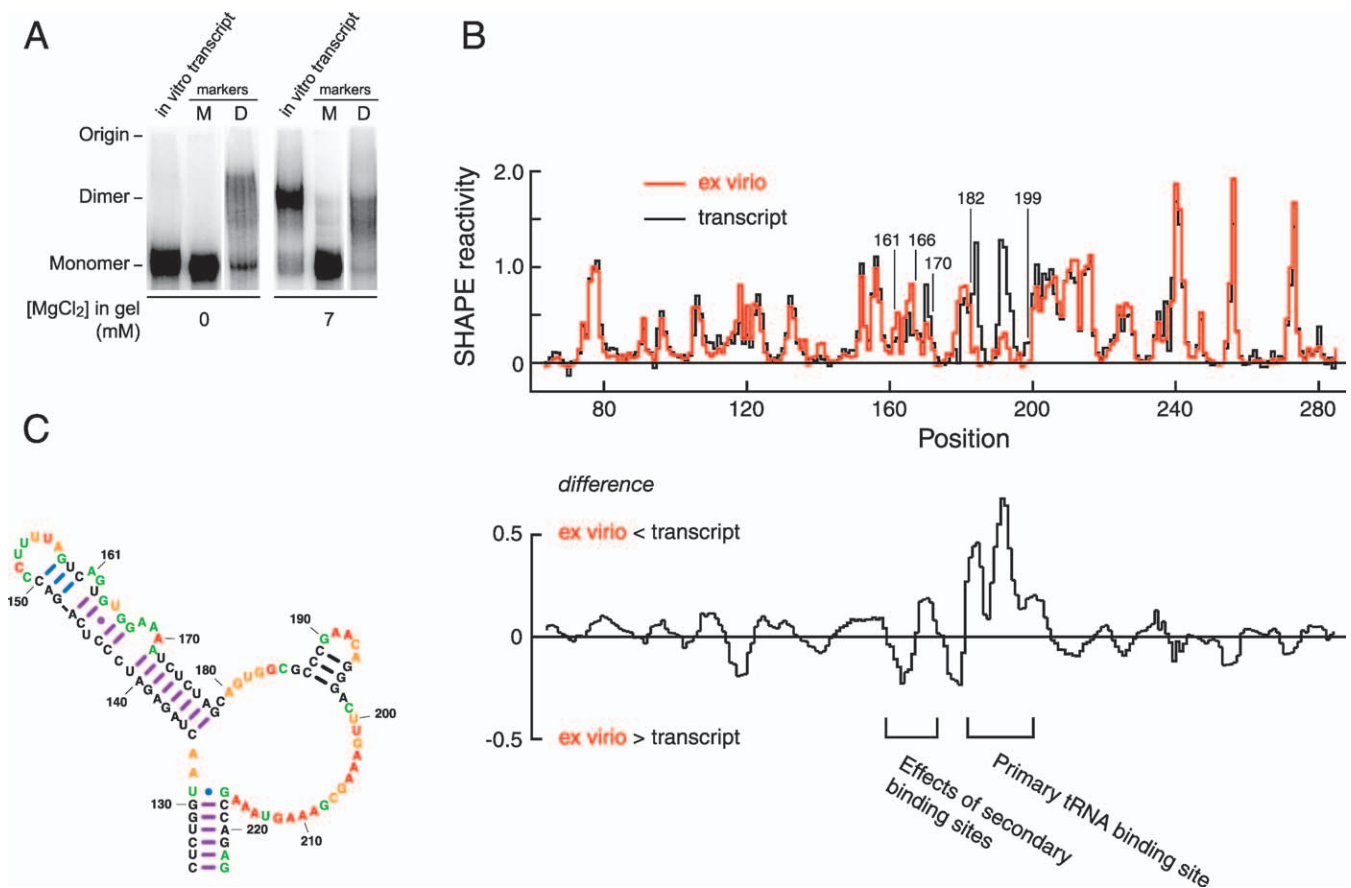 A
in vitro transcript
markers
M
D
in vitro transcript
markers
M
D
Origin
Dimer
Monomer
[MgCl2] in gel
(mM)
0
7
B
SHAPE reactivity
2.0
1.0
0
ex virio
transcript
161
166
170
182
199
80
120
160
200
240
280
Position
difference
0.5
0
-0.5
ex virio < transcript
ex virio > transcript
Effects of secondary
binding sites
Primary tRNA binding site
C
130
140
150
161
170
180
190
200
210
220